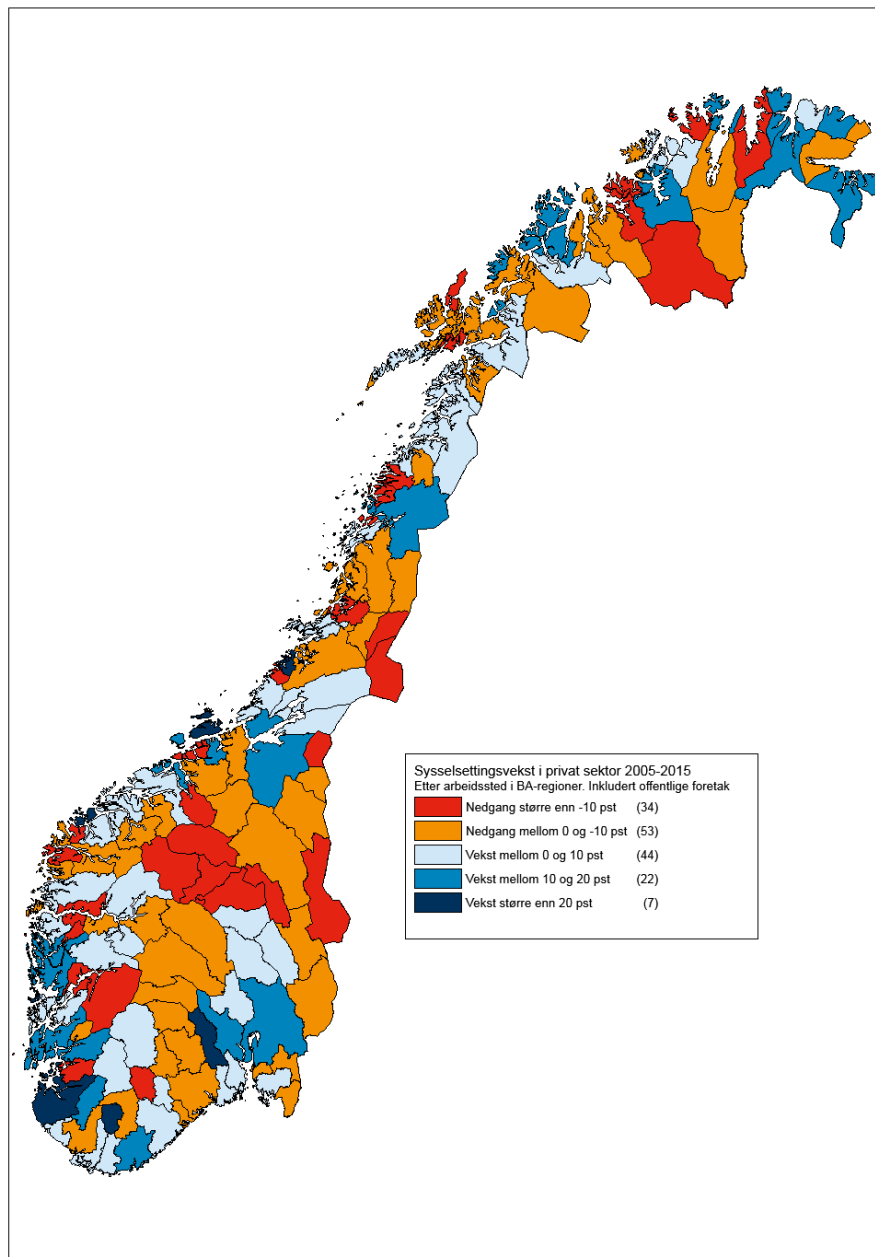 Sysselsettingsvekst i privat sektor 2005-2015
Etter arbeidssted i BA-regioner. Inkludert offentlige foretak
Nedgang større enn -10 pst (34)
Nedgang mellom 0 og -10 pst (53)
Vekst mellom 0 og 10 pst (44)
Vekst mellom 10 og 20 pst (22)
Vekst større enn 20 pst (7)